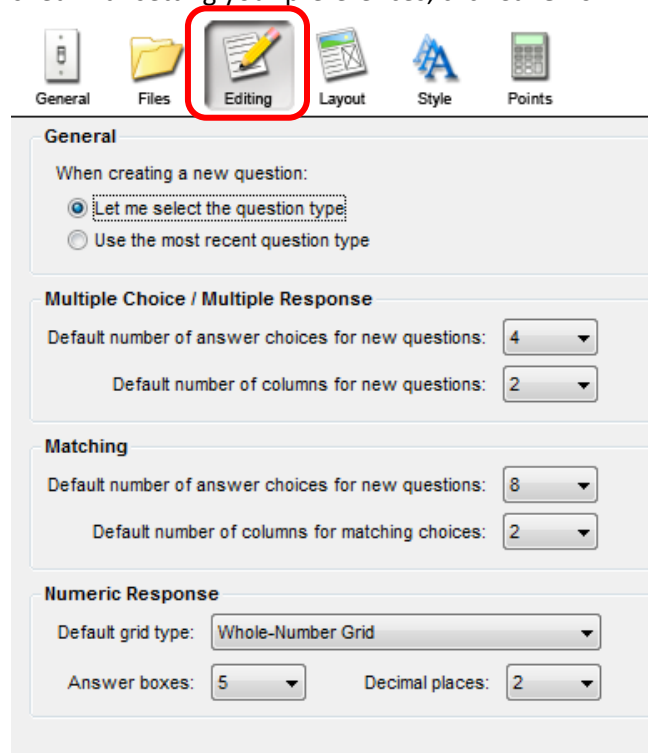 General Files Editing Layout Style Points
General
When creating a new question:
Let me select the question type
Use the most recent question type
Multiple Choice / Multiple Response
Default number of answer choices for new questions: 4
Default number of columns for new questions: 2
Matching
Default number of answer choices for new questions: 8
Default number of columns for matching choices: 2
Numeric Response
Default grid type: Whole-Number Grid
Answer boxes: 5 Decimal places: 2